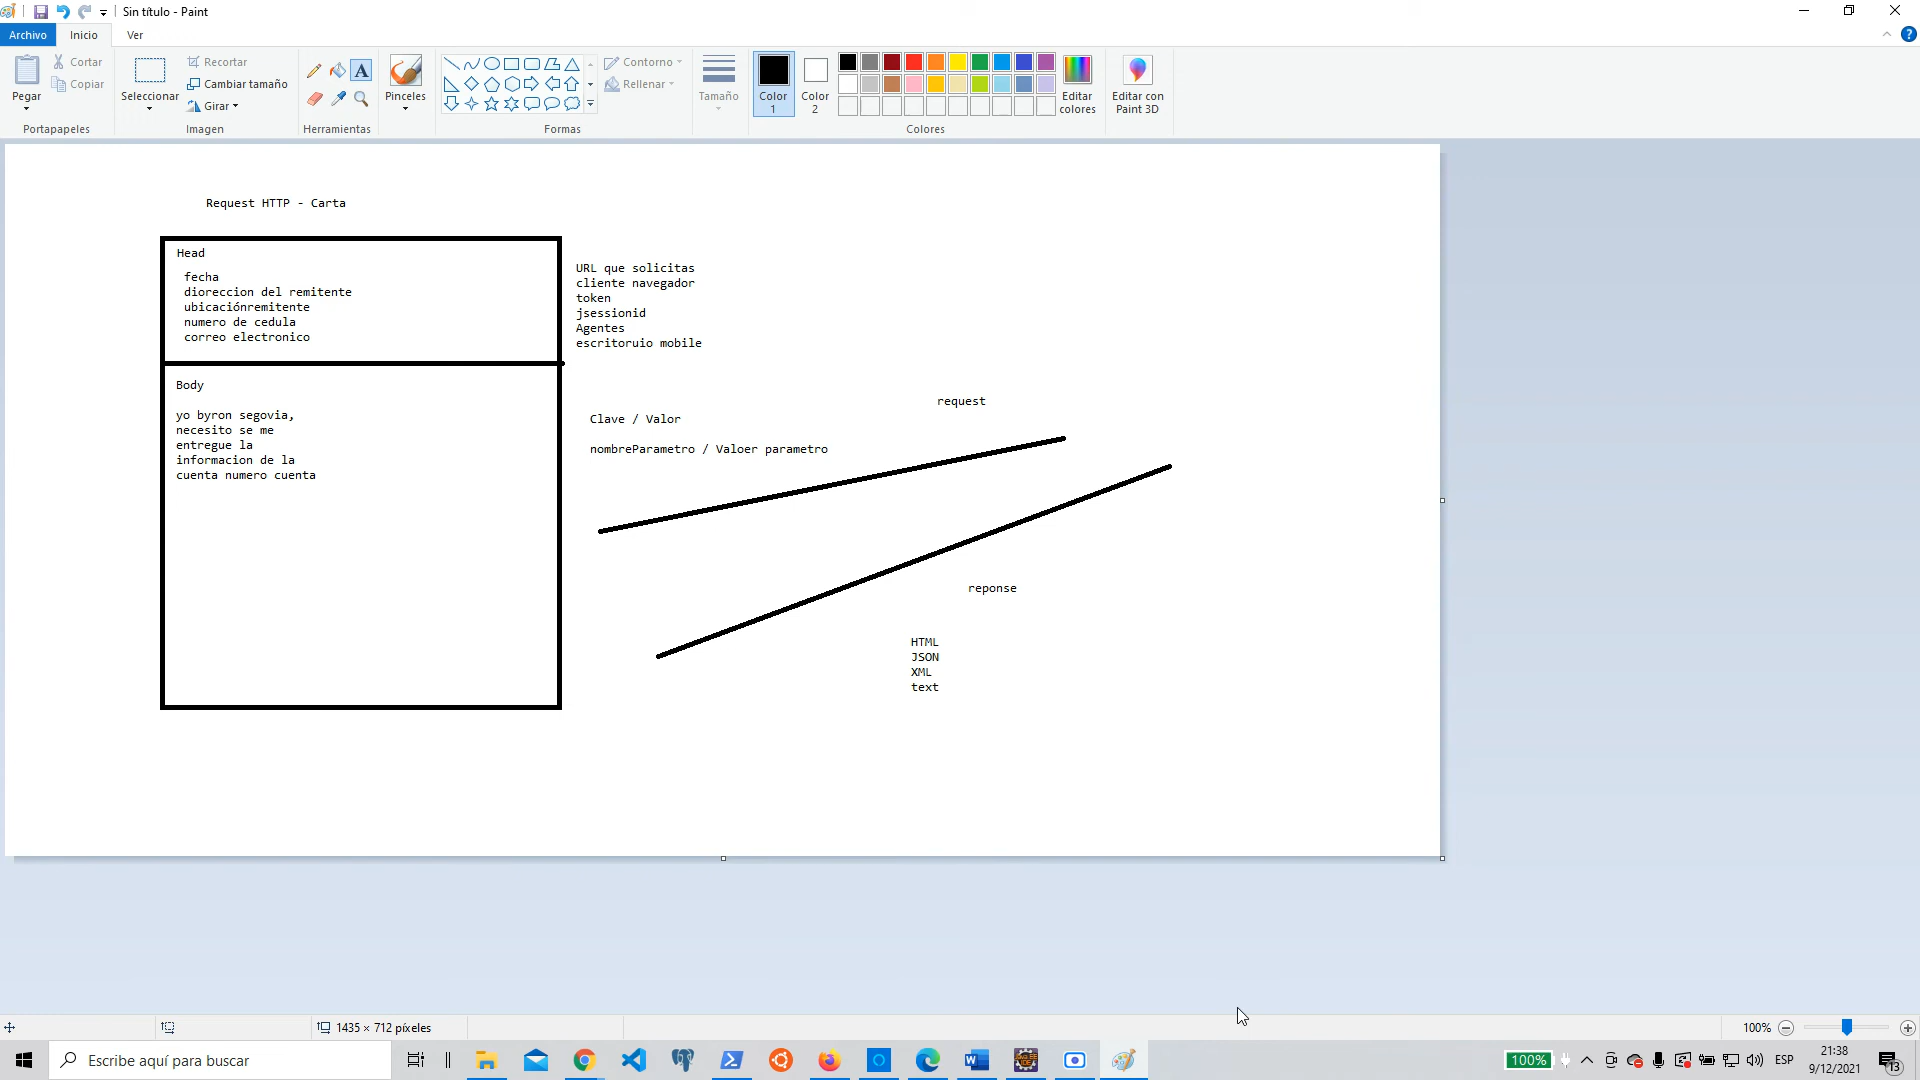 Sin título - Paint
Archivo
Inicio
Ver
Pegar
Cortar
Copiar
Portapapeles
Seleccionar
Recortar
Cambiar tamaño
Girar
Imagen
A
Herramientas
Pinceles
Contorno
Rellenar
Formas
Tamaño
Color
1
Color
2
Editar
colores
Editar con
Paint 3D
Colores
Request HTTP - Carta
Head
fecha
dioreccion del remitente
ubicaciónremitente
numero de cedula
correo electronico
URL que solicitas
cliente navegador
token
jsessionid
Agentes
escritoruio mobile
Body
yo byron segovia,
necesito se me
entregue la
informacion de la
cuenta numero cuenta
Clave / Valor
nombreParametro / Valoer parametro
request
reponse
HTML
JSON
XML
text
1435 × 712 píxeles
100%
Escribe aquí para buscar
100%
ESP
21:38
9/12/2021
13